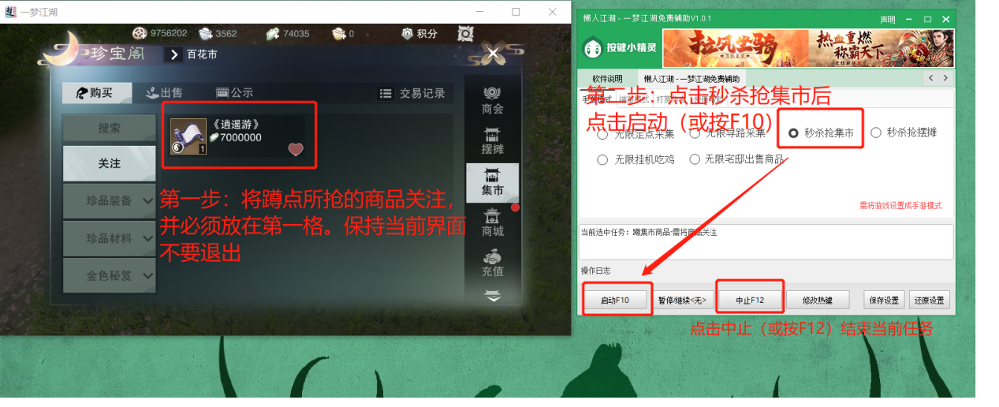 一梦江湖
9756202
3562
74035
0
积分
珍宝阁
百花市
购买
出售
公示
交易记录
搜索
关注
珍品装备
珍品材料
金色秘笈
《逍遥游》
7000000
1
商会
摆摊
集市
商城
充值
第一步：将蹲点所抢的商品关注，
并必须放在第一格。保持当前界面
不要退出
懒人江湖 - 一梦江湖免费辅助V1.0.1
声明
按键小精灵
拉风坐骑
热血重燃
称霸天下
软件说明
懒人江湖 - 一梦江湖免费辅助
第二步：点击秒杀抢集市后
点击启动（或按F10）
无限定点采集
无限寻路采集
秒杀抢集市
秒杀抢摆摊
无限挂机吃鸡
无限宅邸出售商品
需将游戏设置成手游模式
当前选中任务：蹲集市商品-需将商品关注
操作日志
启动F10
暂停/继续<无>
中止F12
修改热键
保存设置
还原设置
点击中止（或按F12）结束当前任务